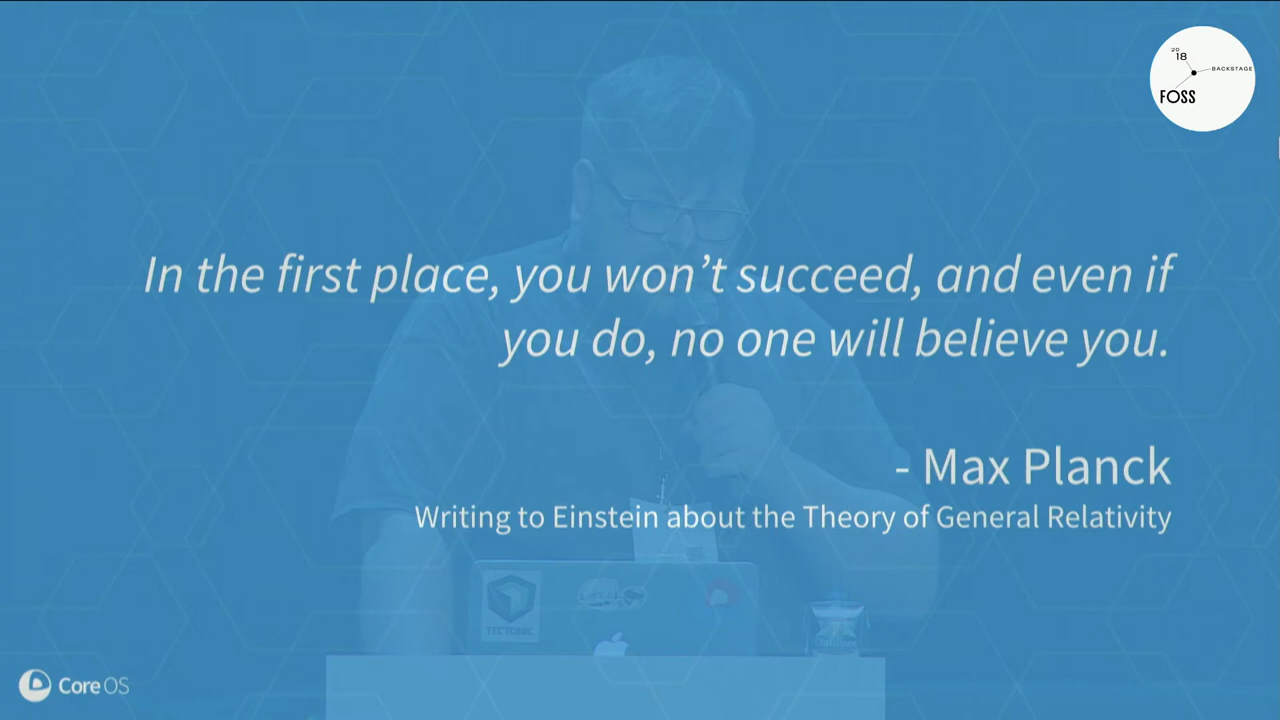 20
18
BACKSTAGE
FOSS
In the first place, you won’t succeed, and even if
you do, no one will believe you.
- Max Planck
Writing to Einstein about the Theory of General Relativity
TECTONIC
CoreOS